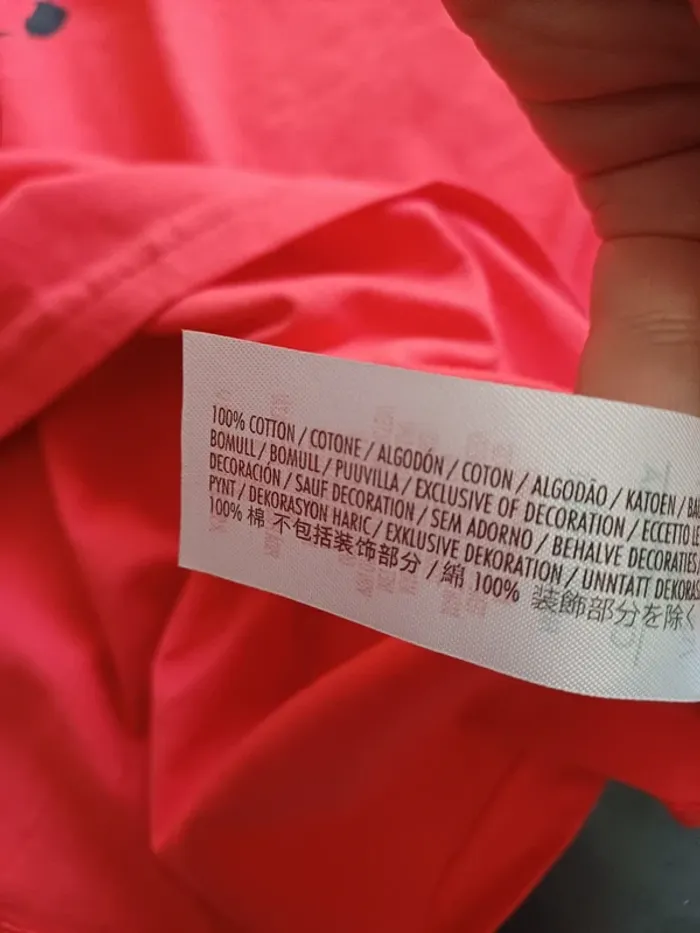 100% COTTON / COTONE / ALGODÓN / COTON / ALGODÃO / KATOEN /
BOMULL / BOMULL / PUUVILLA / EXCLUSIVE OF DECORATION / ECCETTO LE
DECORACIÓN / SAUF DECORATION / SEM ADORNO / BEHALVE DECORATIES/
PYNT / DEKORASYON HARIC / EXKLUSIVE DEKORATION / UNNTATT
100% 棉 不包括装饰部分 / 綿 100% 装飾部分を除く